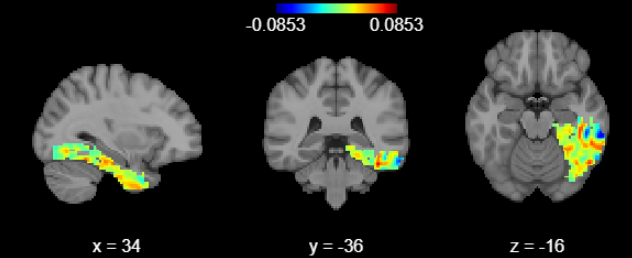 -0.0853 0.0853
x = 34 y = -36 z = -16